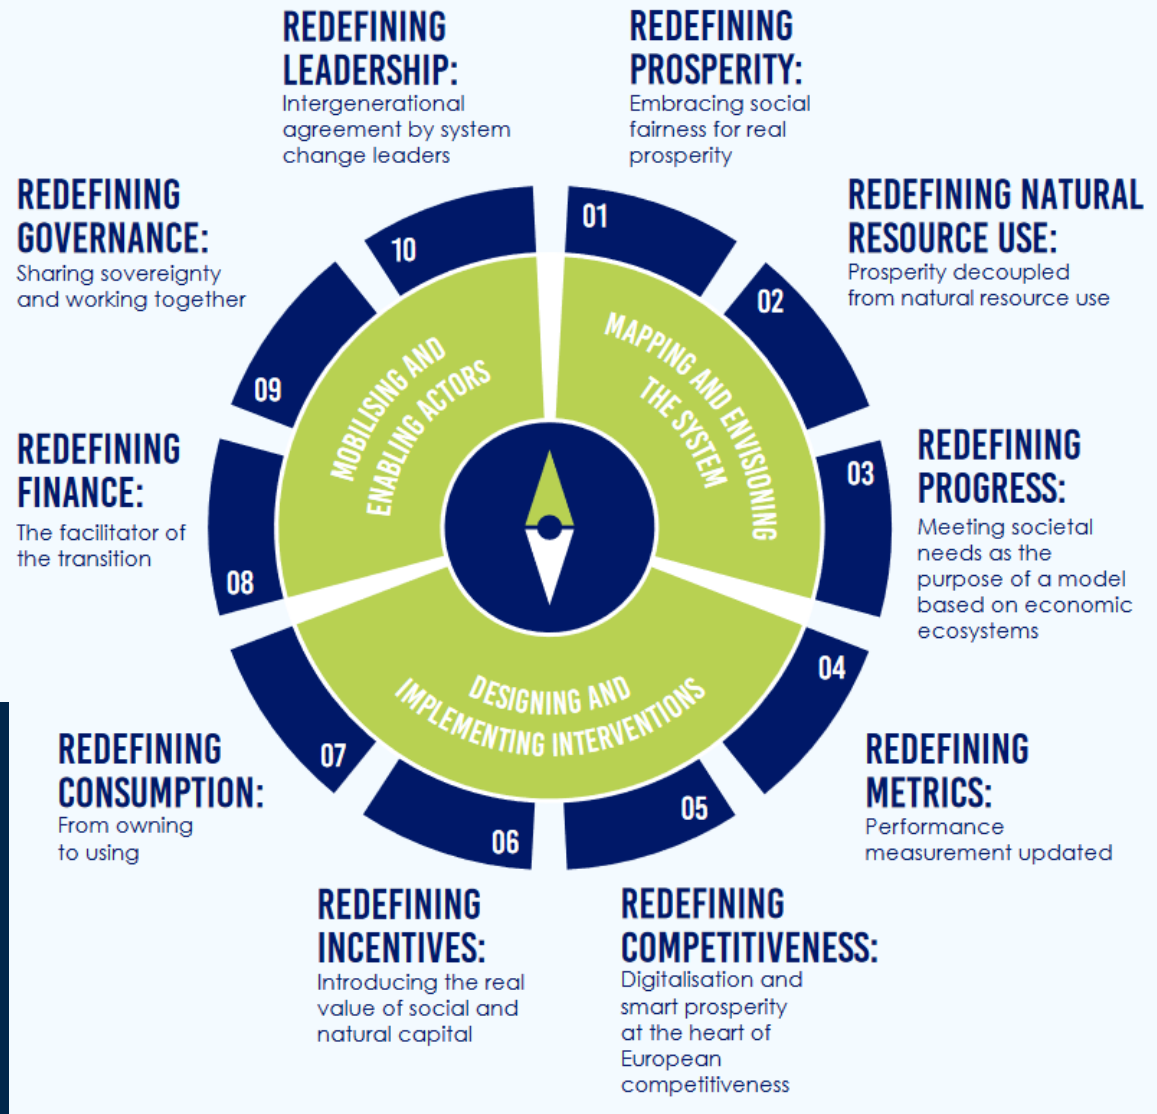 REDEFINING
LEADERSHIP:
Intergenerational
agreement by system
change leaders
REDEFINING
PROSPERITY:
Embracing social
fairness for real
prosperity
REDEFINING
GOVERNANCE:
Sharing sovereignty
and working together
REDEFINING NATURAL
RESOURCE USE:
Prosperity decoupled
from natural resource use
10
01
02
09
MOBILISING AND
ENABLING ACTORS
MAPPING AND ENVISIONING
THE SYSTEM
REDEFINING
FINANCE:
The facilitator of
the transition
08
03
REDEFINING
PROGRESS:
Meeting societal
needs as the
purpose of a model
based on economic
ecosystems
DESIGNING AND
IMPLEMENTING INTERVENTIONS
04
07
06
05
REDEFINING
CONSUMPTION:
From owning
to using
REDEFINING
METRICS:
Performance
measurement updated
REDEFINING
INCENTIVES:
Introducing the real
value of social and
natural capital
REDEFINING
COMPETITIVENESS:
Digitalisation and
smart prosperity
at the heart of
European
competitiveness